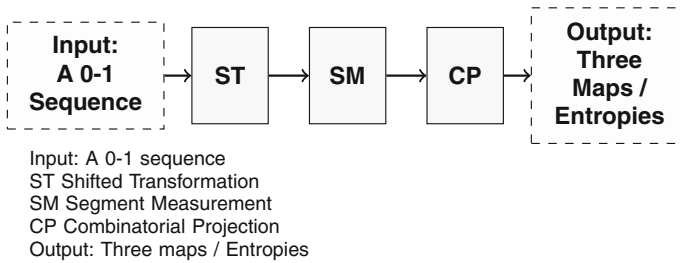 Input:
A 0-1
Sequence
ST
SM
CP
Output:
Three
Maps /
Entropies
Input: A 0-1 sequence
ST Shifted Transformation
SM Segment Measurement
CP Combinatorial Projection
Output: Three maps / Entropies